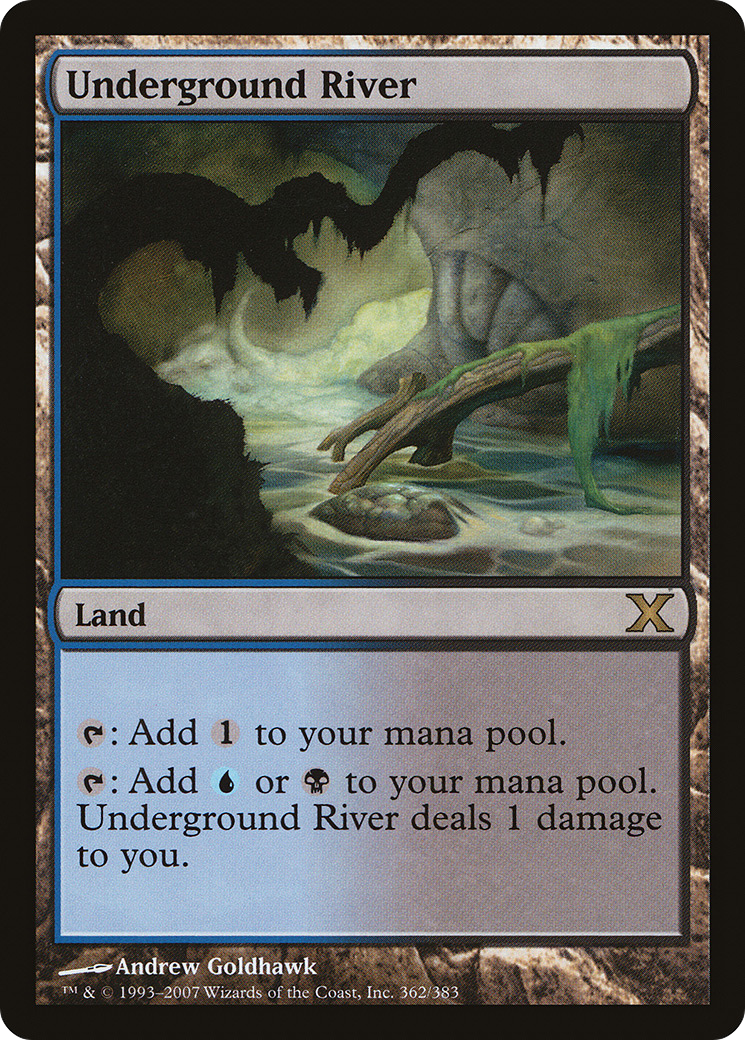 Underground River
Land
X
: Add 1 to your mana pool.
: Add or to your mana pool.
Underground River deals 1 damage
to you.
Andrew Goldhawk
™ & © 1993–2007 Wizards of the Coast, Inc. 362/383